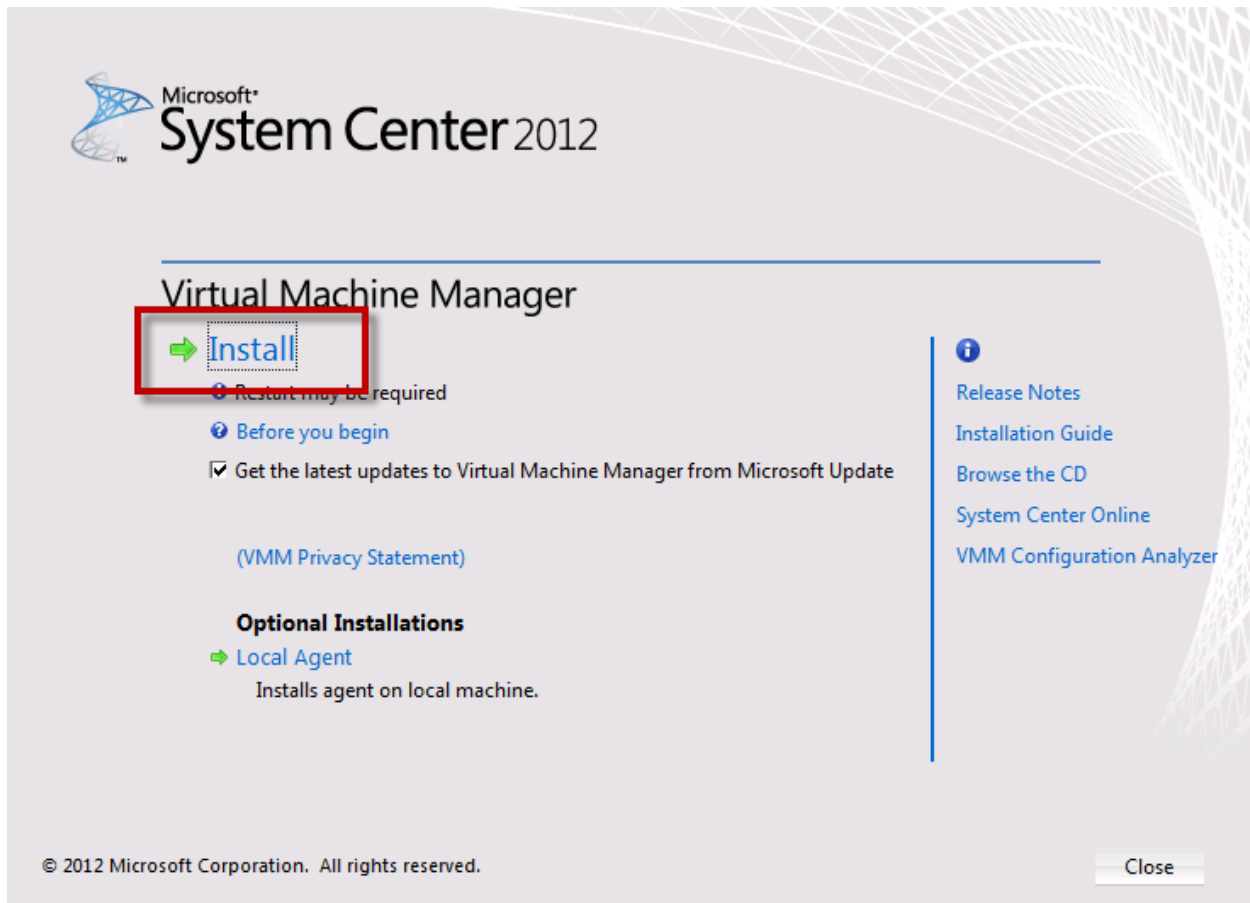 Microsoft®
System Center 2012
™
Virtual Machine Manager
Install
Restart may be required
Before you begin
Get the latest updates to Virtual Machine Manager from Microsoft Update
(VMM Privacy Statement)
Optional Installations
Local Agent
Installs agent on local machine.
Release Notes
Installation Guide
Browse the CD
System Center Online
VMM Configuration Analyzer
© 2012 Microsoft Corporation. All rights reserved.
Close